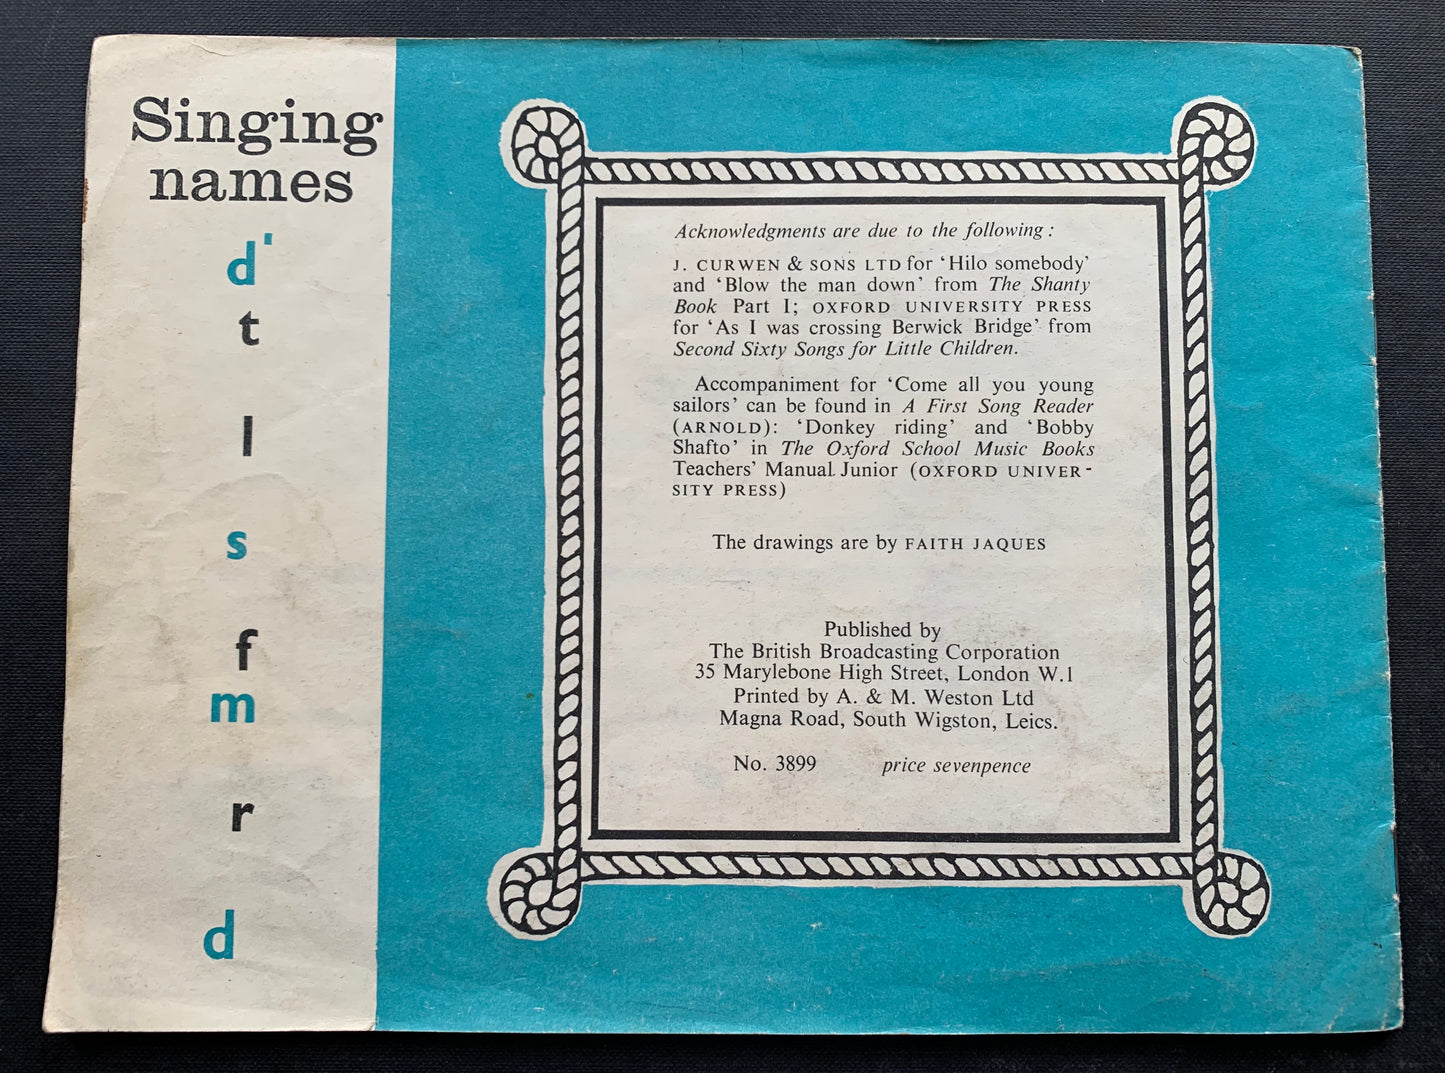 Singing
names
d'
t
l
s
f
m
r
d
Acknowledgments are due to the following :
J. CURWEN & SONS LTD for ‘Hilo somebody’
and ‘Blow the man down’ from The Shanty
Book Part I; OXFORD UNIVERSITY PRESS
for ‘As I was crossing Berwick Bridge’ from
Second Sixty Songs for Little Children.
Accompaniment for ‘Come all you young
sailors’ can be found in A First Song Reader
(ARNOLD): ‘Donkey riding’ and ‘Bobby
Shafto’ in The Oxford School Music Books
Teachers’ Manual Junior (OXFORD UNIVER-
SITY PRESS)
The drawings are by FAITH JAQUES
Published by
The British Broadcasting Corporation
35 Marylebone High Street, London W.1
Printed by A. & M. Weston Ltd
Magna Road, South Wigston, Leics.
No. 3899 price sevenpence